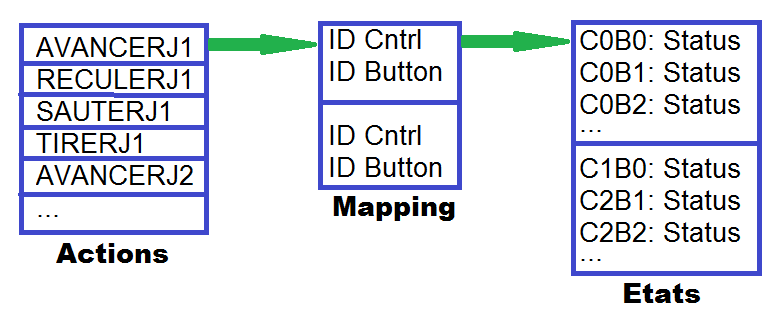 AVANCERJ1
RECULERJ1
SAUTERJ1
TIRERJ1
AVANCERJ2
...
Actions
ID Cntrl
ID Button
ID Cntrl
ID Button
Mapping
C0B0: Status
C0B1: Status
C0B2: Status
...
C1B0: Status
C2B1: Status
C2B2: Status
...
Etats